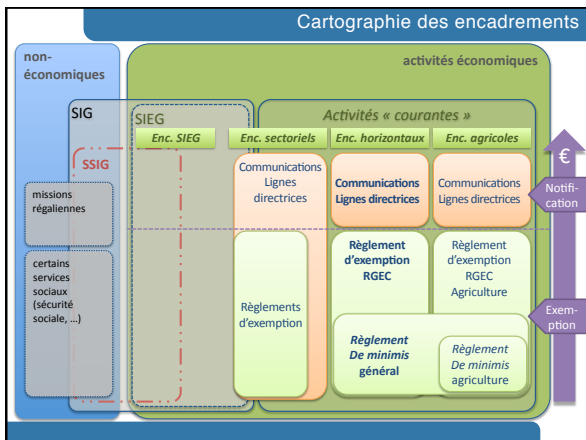 Cartographie des encadrements
non-
économiques
activités économiques
SIG
SIEG
Activités « courantes »
Enc. SIEG
Enc. sectoriels
Enc. horizontaux
Enc. agricoles
SSIG
€
missions
régaliennes
Communications
Lignes
directrices
Communications
Lignes directrices
Communications
Lignes directrices
Notifi-
cation
certains
services
sociaux
(sécurité
sociale, ...)
Règlements
d'exemption
Règlement
d'exemption
RGEC
Règlement
d'exemption
RGEC
Agriculture
Exem-
ption
Règlement
De minimis
général
Règlement
De minimis
agriculture